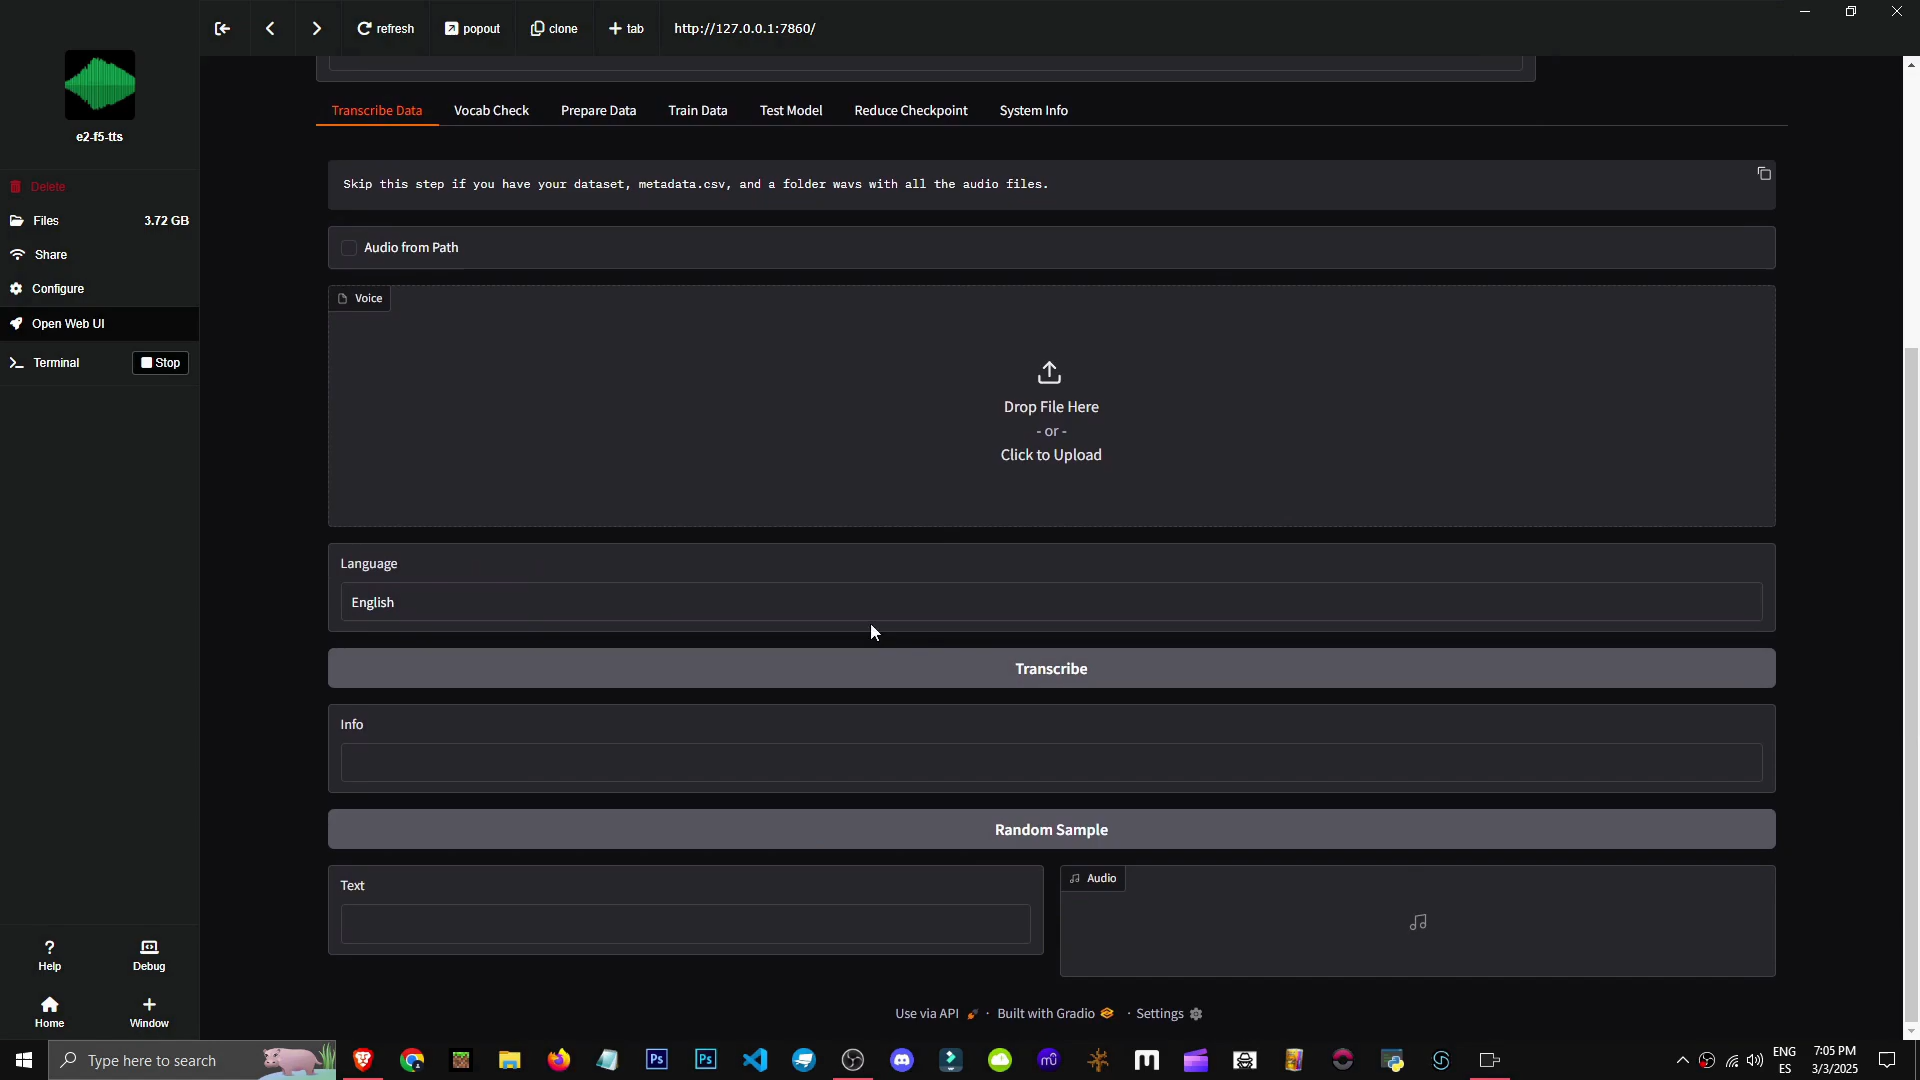 refresh
popout
clone
tab
http://127.0.0.1:7860/
e2-f5-tts
Delete
Files 3.72 GB
Share
Configure
Open Web UI
Terminal Stop
Help
Debug
Home
Window
Transcribe Data
Vocab Check
Prepare Data
Train Data
Test Model
Reduce Checkpoint
System Info
Skip this step if you have your dataset, metadata.csv, and a folder wavs with all the audio files.
Audio from Path
Voice
Drop File Here
- or -
Click to Upload
Language
English
Transcribe
Info
Random Sample
Text
Audio
Use via API · Built with Gradio · Settings
Type here to search
Ps
Ps
ENG
ES
7:05 PM
3/3/2025